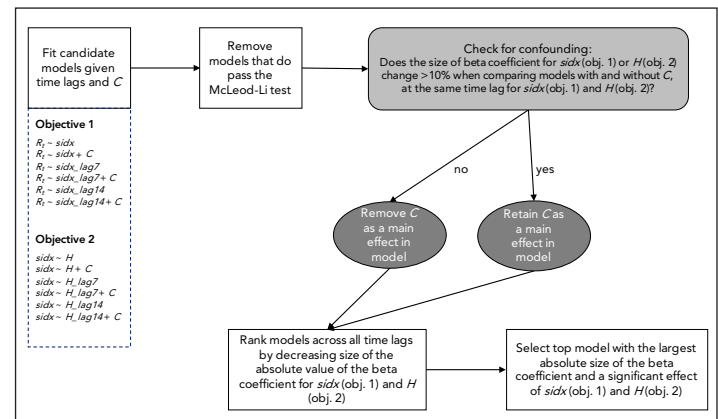 Fit candidate
models given
time lags and C
Remove
models that do
pass the
McLeod-Li test
Check for confounding:
Does the size of beta coefficient for sidx (obj. 1) or H (obj. 2)
change >10% when comparing models with and without C,
at the same time lag for sidx (obj. 1) and H (obj. 2)?
Objective 1
Rt ~ sidx
Rt ~ sidx + C
Rt ~ sidx_lag7
Rt ~ sidx_lag7+ C
Rt ~ sidx_lag14
Rt ~ sidx_lag14+ C
Objective 2
sidx ~ H
sidx ~ H + C
sidx ~ H_lag7
sidx ~ H_lag7+ C
sidx ~ H_lag14
sidx ~ H_lag14+ C
no
yes
Remove C
as a main
effect in
model
Retain C as
a main
effect in
model
Rank models across all time lags
by decreasing size of the
absolute value of the beta
coefficient for sidx (obj. 1) and H
(obj. 2)
Select top model with the largest
absolute size of the beta
coefficient and a significant effect
of sidx (obj. 1) and H (obj. 2)